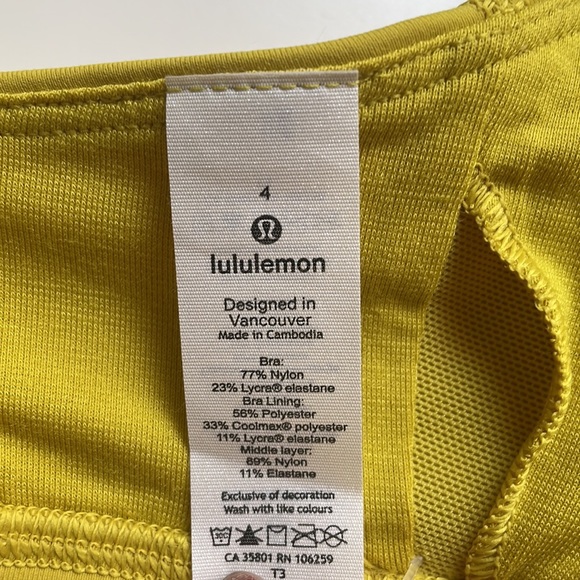 4
lululemon
Designed in
Vancouver
Made in Cambodia
Bra:
77% Nylon
23% Lycra® elastane
Bra Lining:
56% Polyester
33% Coolmax® polyester
11% Lycra® elastane
Middle layer:
89% Nylon
11% Elastane
Exclusive of decoration
Wash with like colours
CA 35801 RN 106259
T3